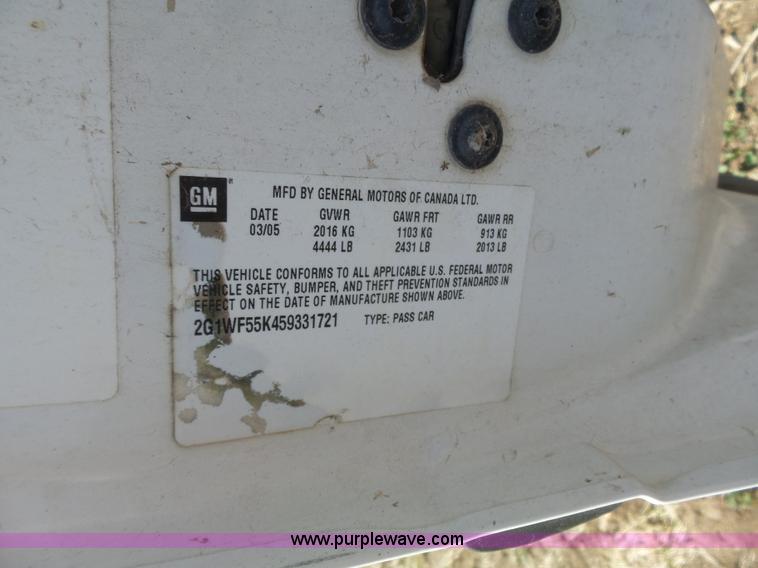 GM
MFD BY GENERAL MOTORS OF CANADA LTD.
DATE GVWR GAWR FRT GAWR RR
03/05 2016 KG 1103 KG 913 KG
4444 LB 2431 LB 2013 LB
THIS VEHICLE CONFORMS TO ALL APPLICABLE U.S. FEDERAL MOTOR
VEHICLE SAFETY, BUMPER, AND THEFT PREVENTION STANDARDS IN
EFFECT ON THE DATE OF MANUFACTURE SHOWN ABOVE.
2G1WF55K459331721 TYPE: PASS CAR
www.purplewave.com